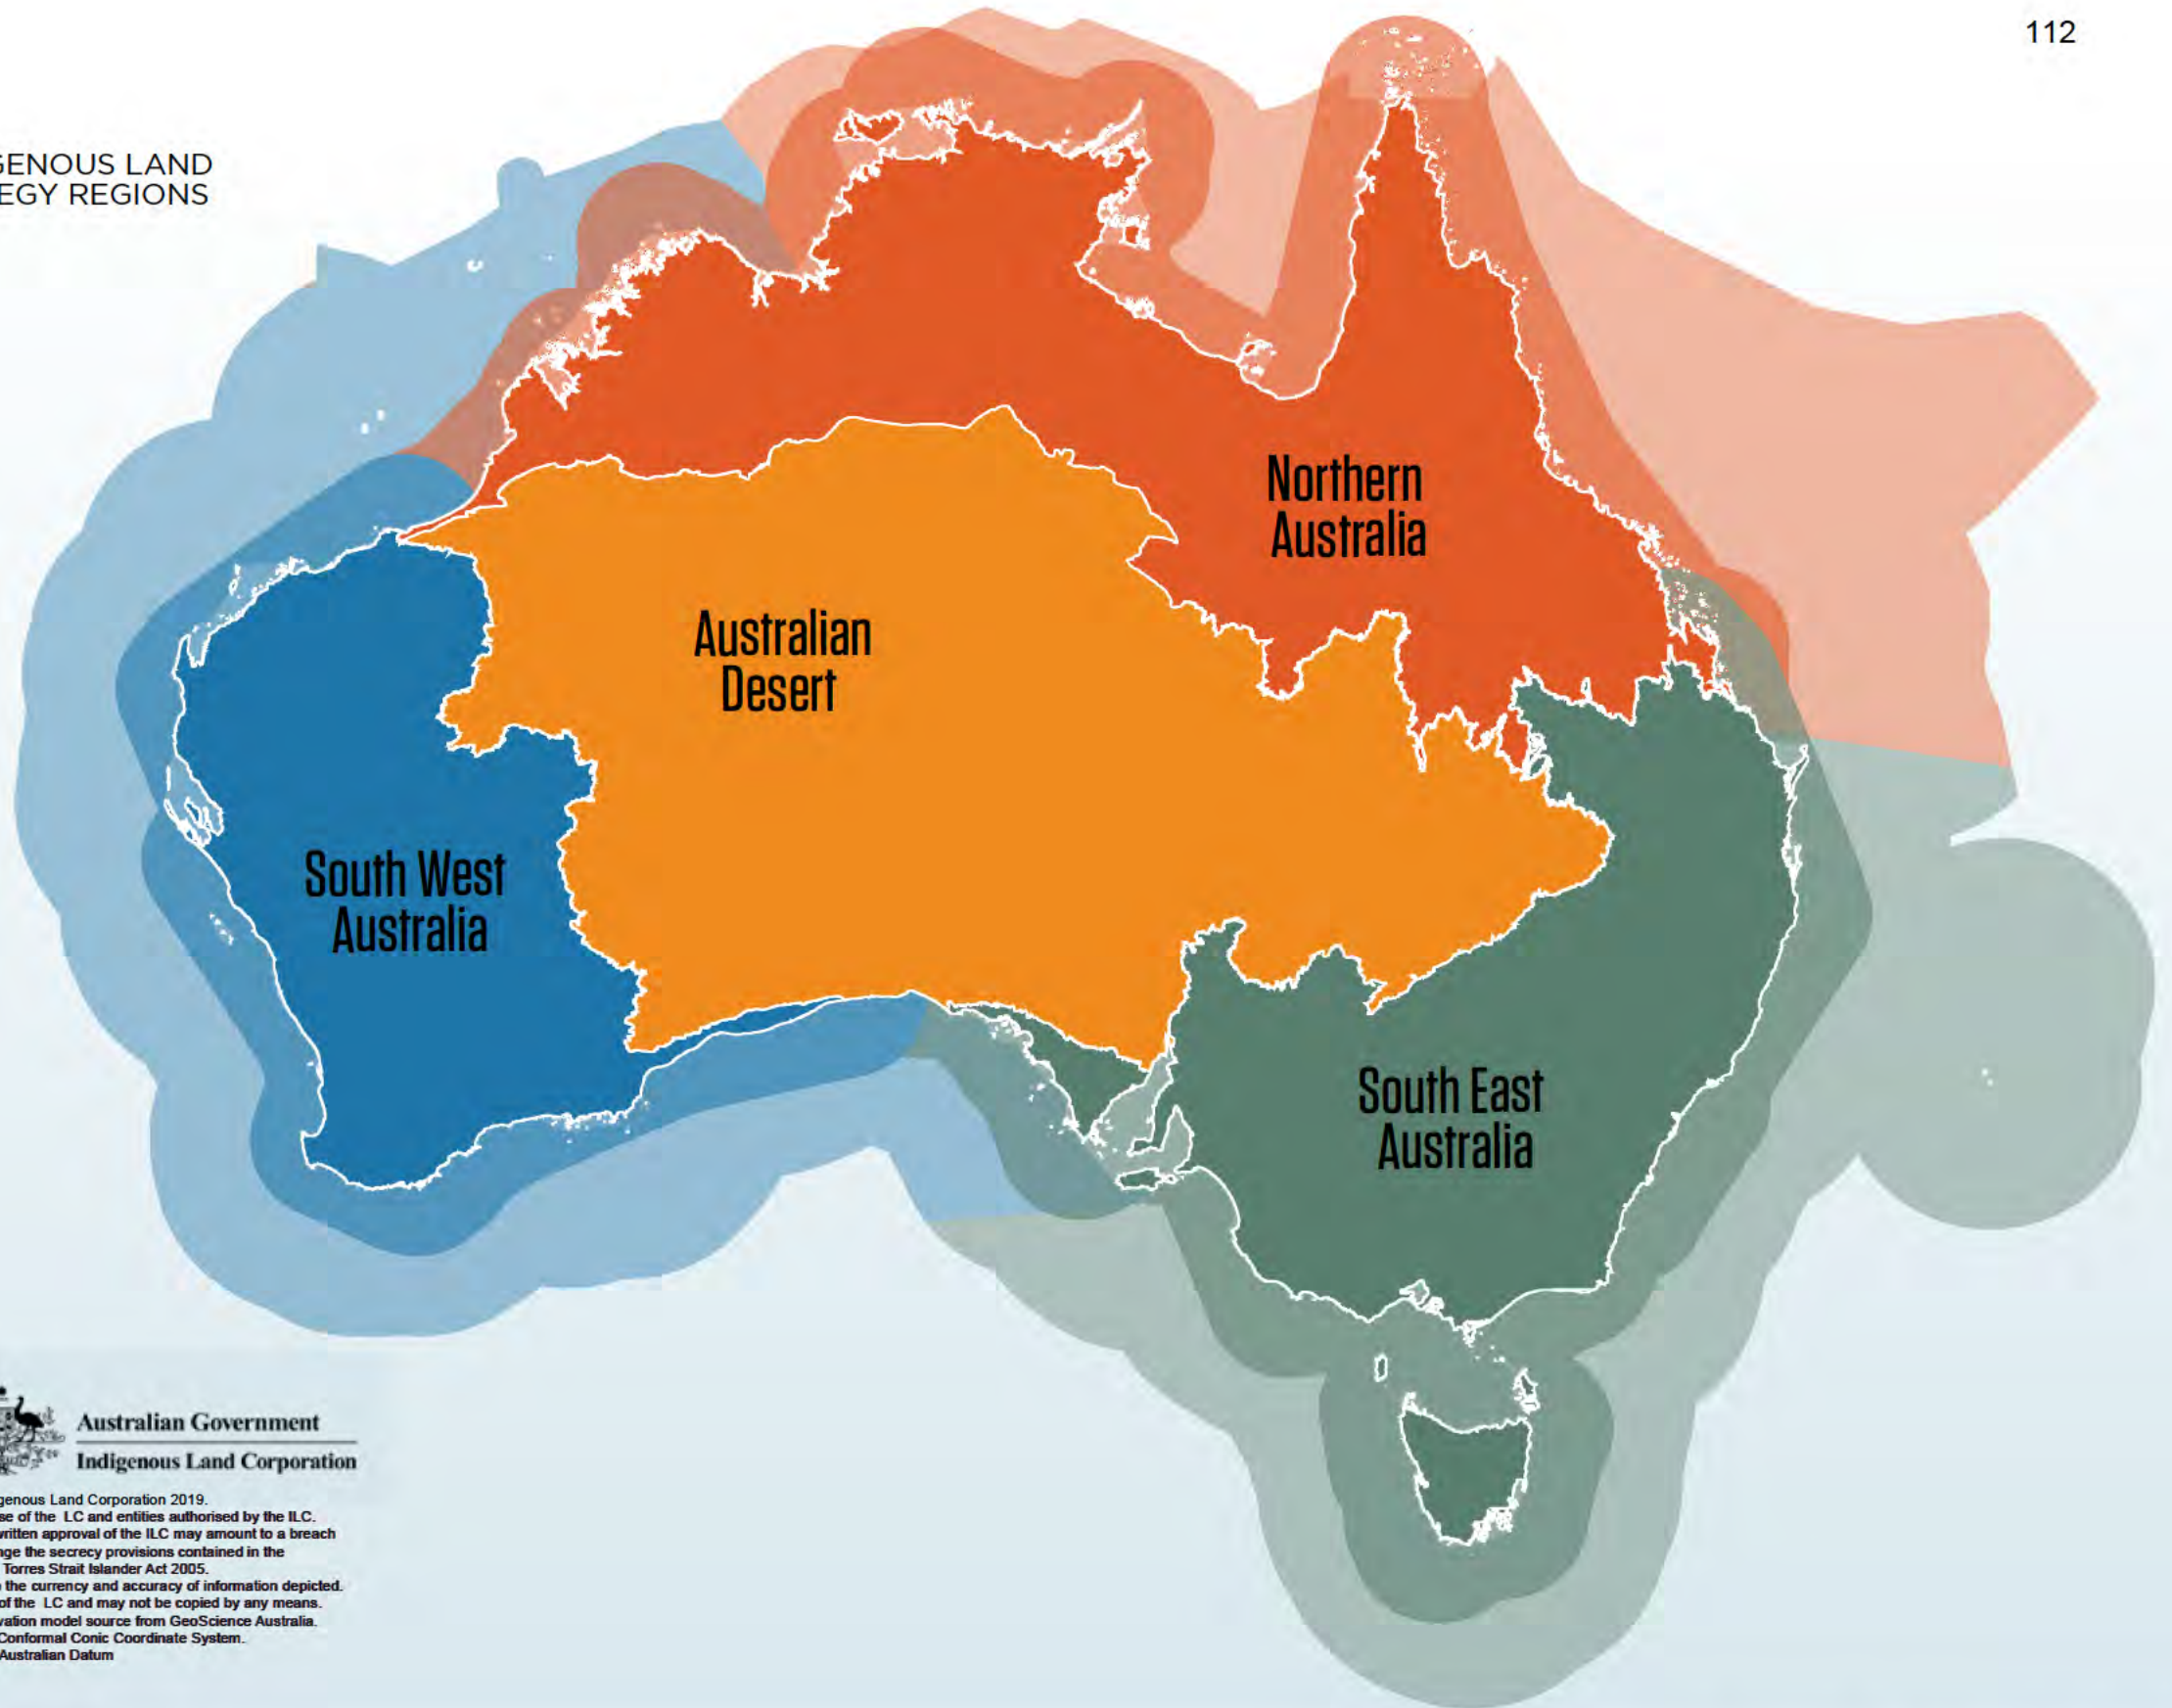 112
GENOUS LAND
EGY REGIONS
Northern
Australia
Australian
Desert
South West
Australia
South East
Australia
Australian Government
Indigenous Land Corporation
genous Land Corporation 2019.
se of the LC and entities authorised by the ILC.
written approval of the ILC may amount to a breach
nge the secrecy provisions contained in the
Torres Strait Islander Act 2005.
the currency and accuracy of information depicted.
of the LC and may not be copied by any means.
vation model source from GeoScience Australia.
Conformal Conic Coordinate System.
Australian Datum